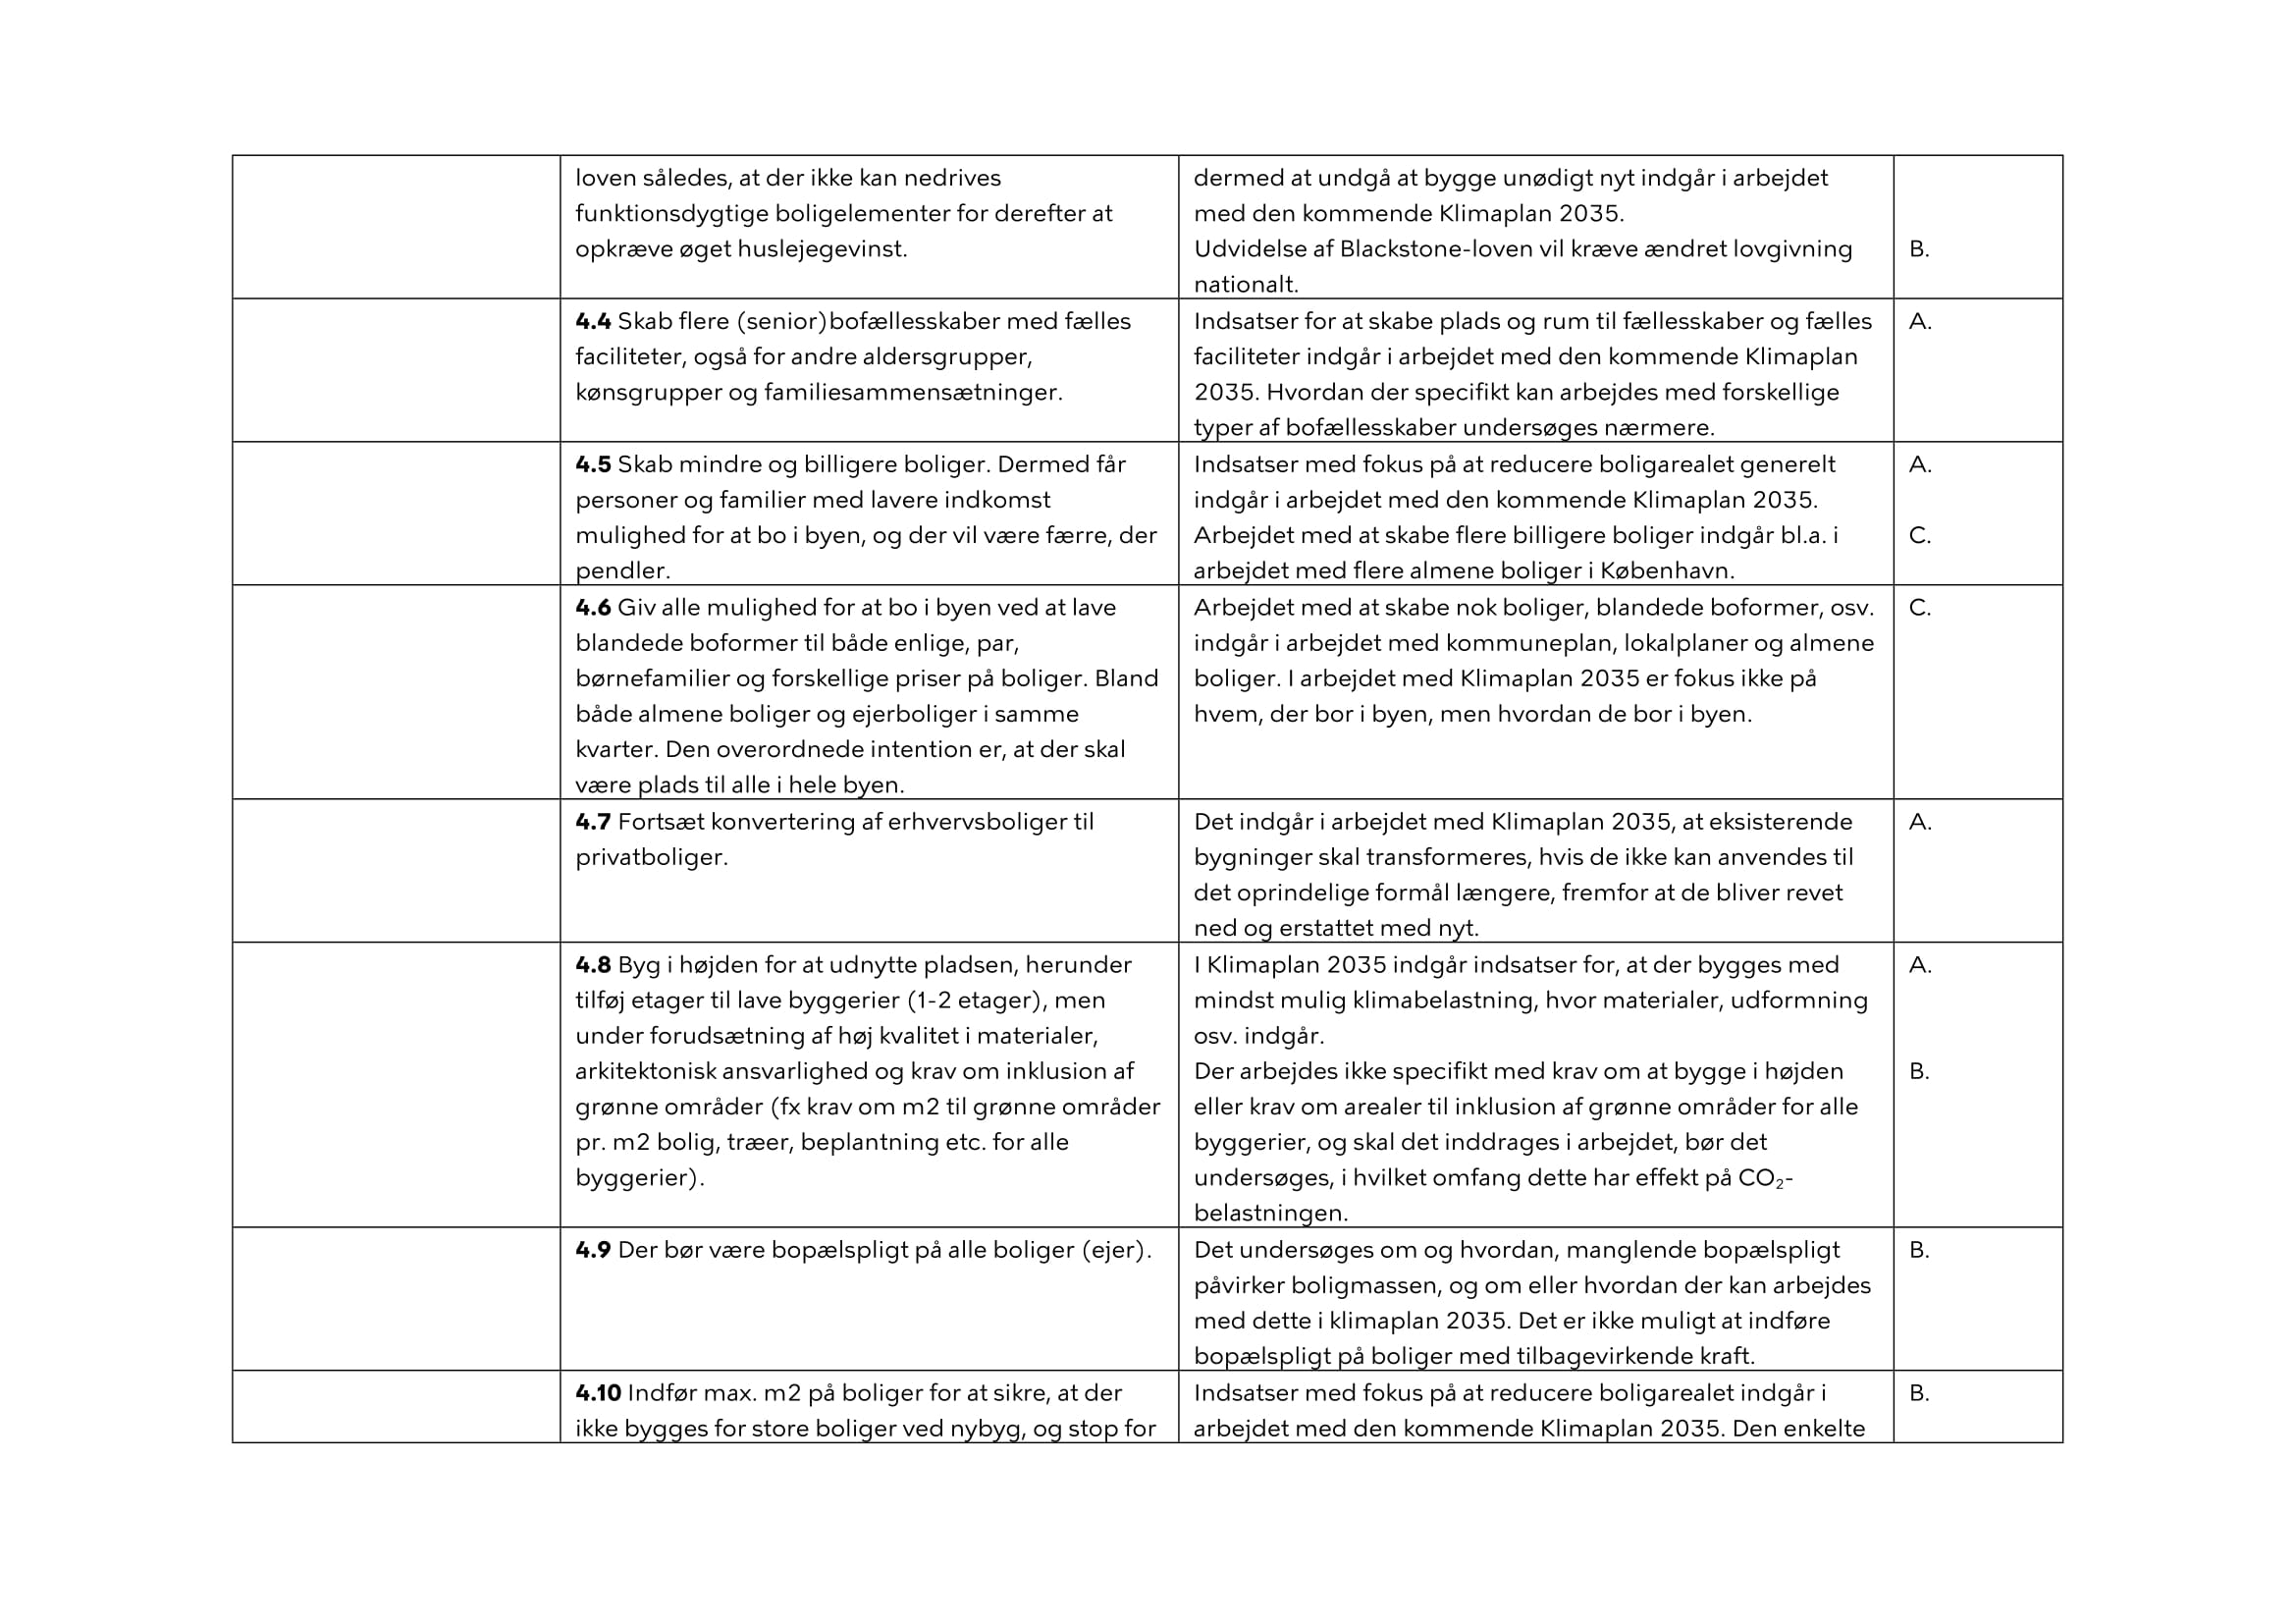 loven således, at der ikke kan nedrives
funktionsdygtige boligelementer for derefter at
opkræve øget huslejegevinst.
dermed at undgå at bygge unødigt nyt indgår i arbejdet
med den kommende Klimaplan 2035.
Udvidelse af Blackstone-loven vil kræve ændret lovgivning
nationalt.
B.
4.4 Skab flere (senior)bofællesskaber med fælles
faciliteter, også for andre aldersgrupper,
kønsgrupper og familiesammensætninger.
Indsatser for at skabe plads og rum til fællesskaber og fælles
faciliteter indgår i arbejdet med den kommende Klimaplan
2035. Hvordan der specifikt kan arbejdes med forskellige
typer af bofællesskaber undersøges nærmere.
A.
4.5 Skab mindre og billigere boliger. Dermed får
personer og familier med lavere indkomst
mulighed for at bo i byen, og der vil være færre, der
pendler.
Indsatser med fokus på at reducere boligarealet generelt
indgår i arbejdet med den kommende Klimaplan 2035.
Arbejdet med at skabe flere billigere boliger indgår bl.a. i
arbejdet med flere almene boliger i København.
A.
C.
4.6 Giv alle mulighed for at bo i byen ved at lave
blandede boformer til både enlige, par,
børnefamilier og forskellige priser på boliger. Bland
både almene boliger og ejerboliger i samme
kvarter. Den overordnede intention er, at der skal
være plads til alle i hele byen.
Arbejdet med at skabe nok boliger, blandede boformer, osv.
indgår i arbejdet med kommuneplan, lokalplaner og almene
boliger. I arbejdet med Klimaplan 2035 er fokus ikke på
hvem, der bor i byen, men hvordan de bor i byen.
C.
4.7 Fortsæt konvertering af erhvervsboliger til
privatboliger.
Det indgår i arbejdet med Klimaplan 2035, at eksisterende
bygninger skal transformeres, hvis de ikke kan anvendes til
det oprindelige formål længere, fremfor at de bliver revet
ned og erstattet med nyt.
A.
4.8 Byg i højden for at udnytte pladsen, herunder
tilføj etager til lave byggerier (1-2 etager), men
under forudsætning af høj kvalitet i materialer,
arkitektonisk ansvarlighed og krav om inklusion af
grønne områder (fx krav om m2 til grønne områder
pr. m2 bolig, træer, beplantning etc. for alle
byggerier).
I Klimaplan 2035 indgår indsatser for, at der bygges med
mindst mulig klimabelastning, hvor materialer, udformning
osv. indgår.
Der arbejdes ikke specifikt med krav om at bygge i højden
eller krav om arealer til inklusion af grønne områder for alle
byggerier, og skal det inddrages i arbejdet, bør det
undersøges, i hvilket omfang dette har effekt på CO₂-
belastningen.
A.
B.
4.9 Der bør være bopælspligt på alle boliger (ejer).
Det undersøges om og hvordan, manglende bopælspligt
påvirker boligmassen, og om eller hvordan der kan arbejdes
med dette i klimaplan 2035. Det er ikke muligt at indføre
bopælspligt på boliger med tilbagevirkende kraft.
B.
4.10 Indfør max. m2 på boliger for at sikre, at der
ikke bygges for store boliger ved nybyg, og stop for
Indsatser med fokus på at reducere boligarealet indgår i
arbejdet med den kommende Klimaplan 2035. Den enkelte
B.